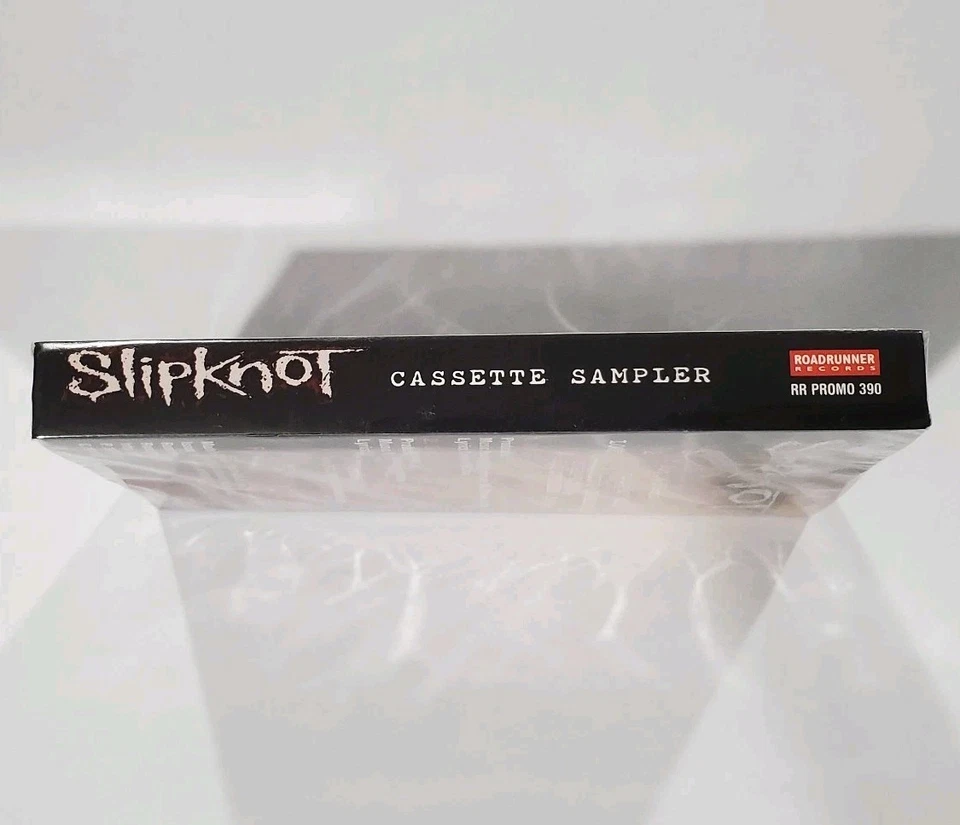 Slipknot
CASSETTE SAMPLER
ROADRUNNER
RECORDS
RR PROMO 390